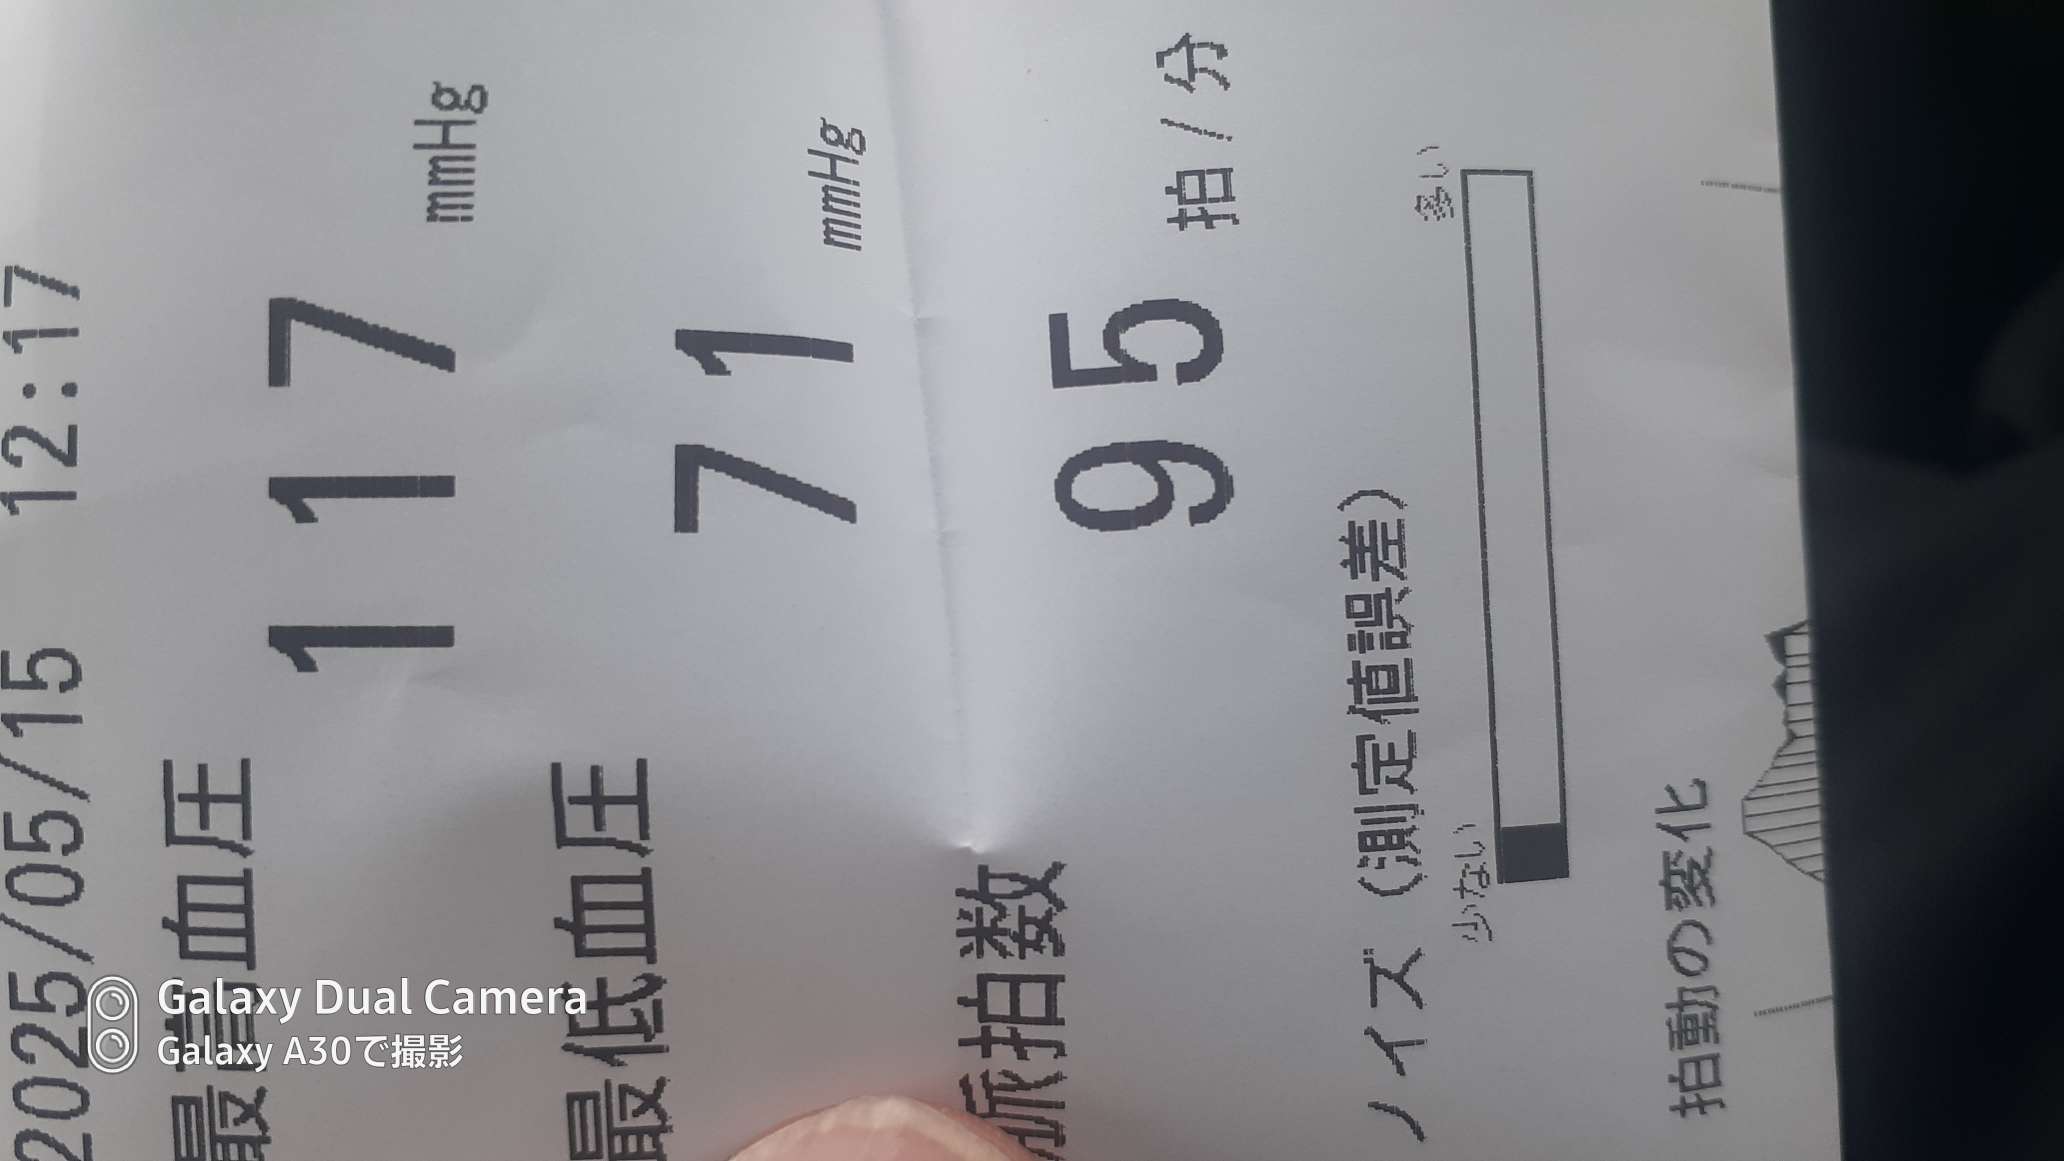 2025/05/15 12:17
最高血圧
117 mmHg
最低血圧
71 mmHg
脈拍数
95 拍/分
ノイズ（測定値誤差）
少ない 多い
拍動の変化
Galaxy Dual Camera
Galaxy A30で撮影